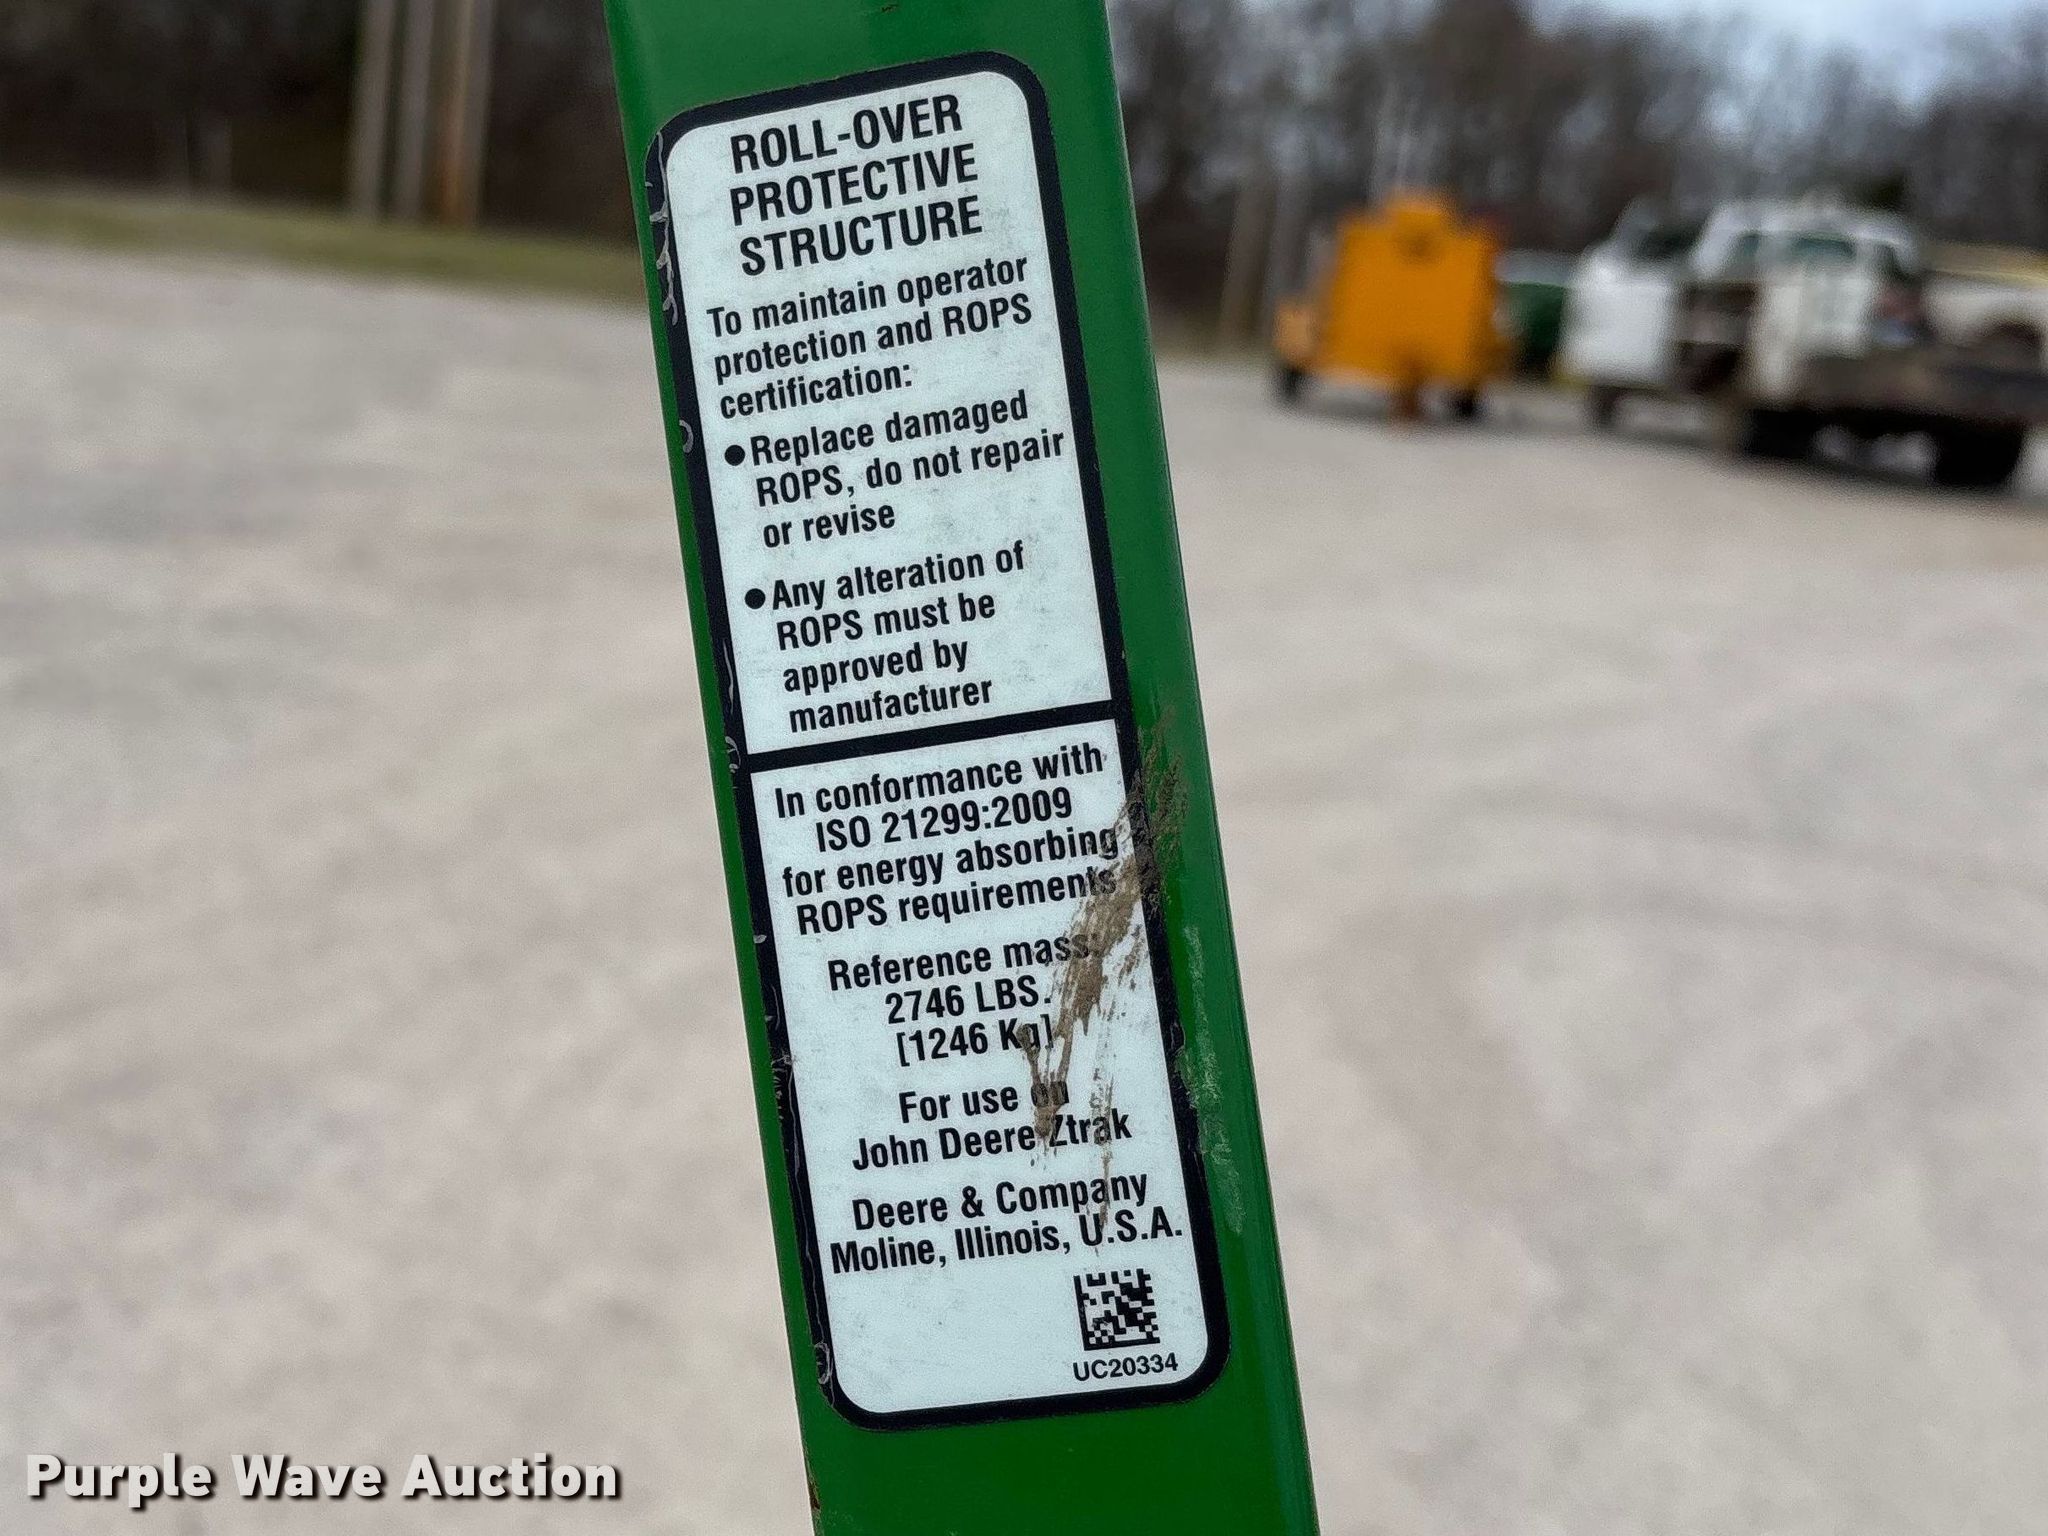 ROLL-OVER
PROTECTIVE
STRUCTURE
To maintain operator
protection and ROPS
certification:
●Replace damaged
ROPS, do not repair
or revise
●Any alteration of
ROPS must be
approved by
manufacturer
In conformance with
ISO 21299:2009
for energy absorbing
ROPS requirements
Reference mass:
2746 LBS.
[1246 Kg]
For use on
John Deere Ztrak
Deere & Company
Moline, Illinois, U.S.A.
UC20334
Purple Wave Auction